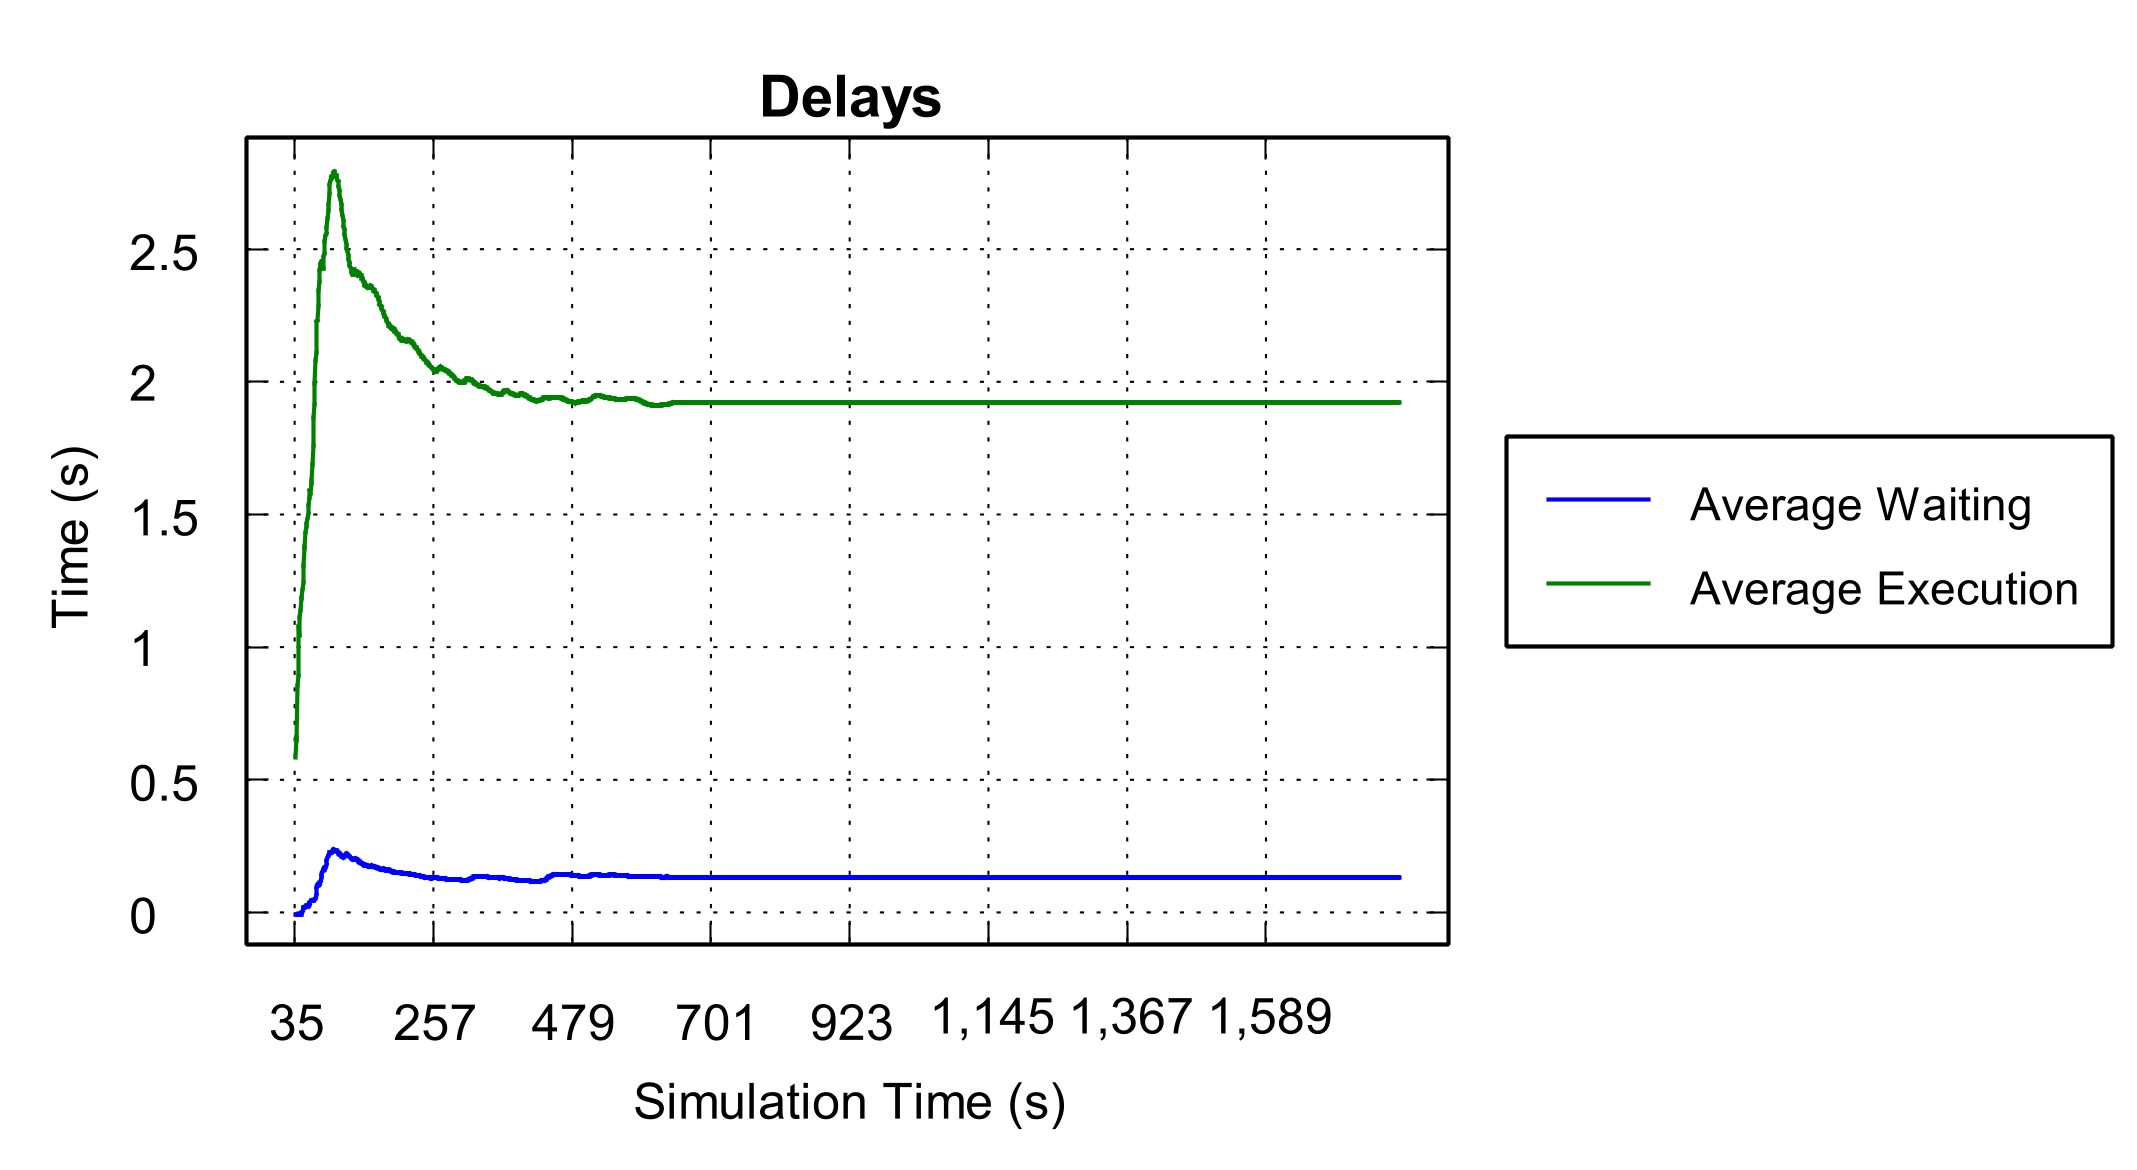 Delays
2.5
2
1.5
1
0.5
0
Time (s)
35 257 479 701 923 1,145 1,367 1,589
Simulation Time (s)
Average Waiting
Average Execution